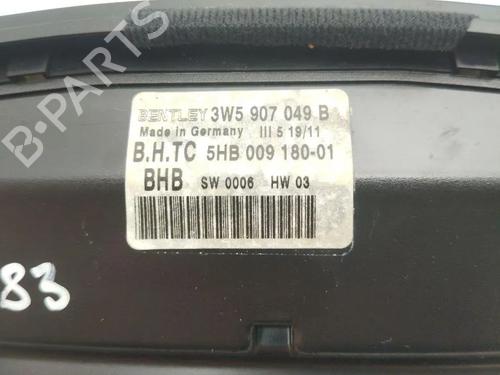 B-PARTS
BENTLEY 3W5 907 049 B
Made in Germany III 5 19/11
B.H.TC 5HB 009 180-01
BHB SW 0006 HW 03
83